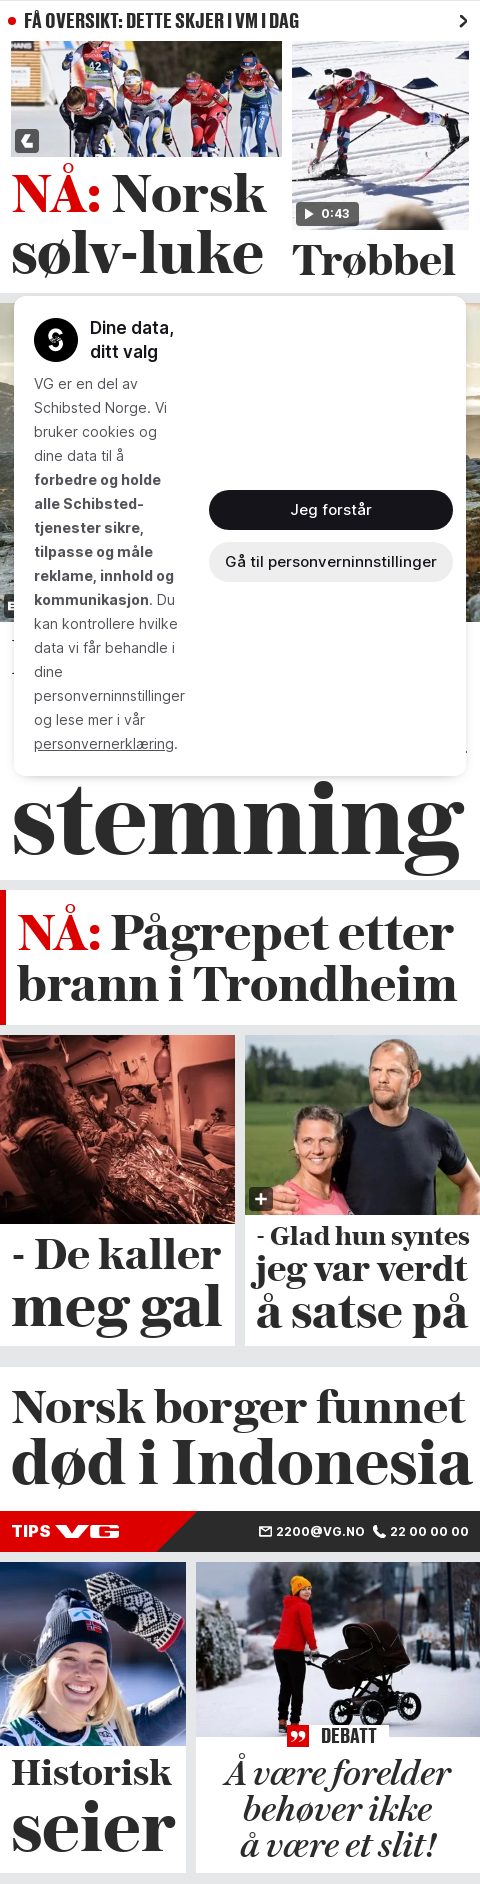 FÅ OVERSIKT: DETTE SKJER I VM I DAG
42
NÅ: Norsk
sølv-luke
0:43
Trøbbel
Dine data,
ditt valg
VG er en del av
Schibsted Norge. Vi
bruker cookies og
dine data til å
forbedre og holde
alle Schibsted-
tjenester sikre,
tilpasse og måle
reklame, innhold og
kommunikasjon. Du
kan kontrollere hvilke
data vi får behandle i
dine
personverninnstillinger
og lese mer i vår
personvernerklæring.
Jeg forstår
Gå til personverninnstillinger
stemning
NÅ: Pågrepet etter
brann i Trondheim
- De kaller
meg gal
- Glad hun syntes
jeg var verdt
å satse på
Norsk borger funnet
død i Indonesia
TIPS VG
2200@VG.NO 22 00 00 00
Historisk
seier
DEBATT
Å være forelder
behøver ikke
å være et slit!